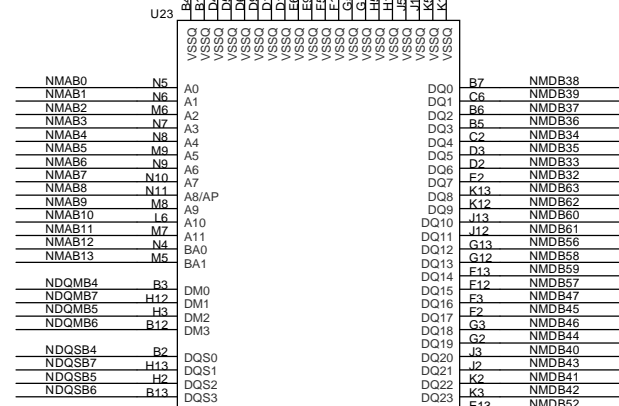 U23
VSSQ VSSQ VSSQ VSSQ VSSQ VSSQ VSSQ VSSQ VSSQ VSSQ VSSQ VSSQ VSSQ VSSQ VSSQ VSSQ VSSQ VSSQ VSSQ VSSQ
NMAB0 N5 A0 DQ0 B7 NMDB38
NMAB1 N6 A1 DQ1 C6 NMDB39
NMAB2 M6 A2 DQ2 B6 NMDB37
NMAB3 N7 A3 DQ3 B5 NMDB36
NMAB4 N8 A4 DQ4 C2 NMDB34
NMAB5 M9 A5 DQ5 D3 NMDB35
NMAB6 N9 A6 DQ6 D2 NMDB33
NMAB7 N10 A7 DQ7 E2 NMDB32
NMAB8 N11 A8/AP DQ8 K13 NMDB63
NMAB9 M8 A9 DQ9 K12 NMDB62
NMAB10 L6 A10 DQ10 J13 NMDB60
NMAB11 M7 A11 DQ11 J12 NMDB61
NMAB12 N4 BA0 DQ12 G13 NMDB56
NMAB13 M5 BA1 DQ13 G12 NMDB58
DQ14 F13 NMDB59
NDQMB4 B3 DM0 DQ15 F12 NMDB57
NDQMB7 H12 DM1 DQ16 F3 NMDB47
NDQMB5 H3 DM2 DQ17 F2 NMDB45
NDQMB6 B12 DM3 DQ18 G3 NMDB46
DQ19 G2 NMDB44
NDQSB4 B2 DQS0 DQ20 J3 NMDB40
NDQSB7 H13 DQS1 DQ21 J2 NMDB43
NDQSB5 H2 DQS2 DQ22 K2 NMDB41
NDQSB6 B13 DQS3 DQ23 K3 NMDB42
E13 NMDB52